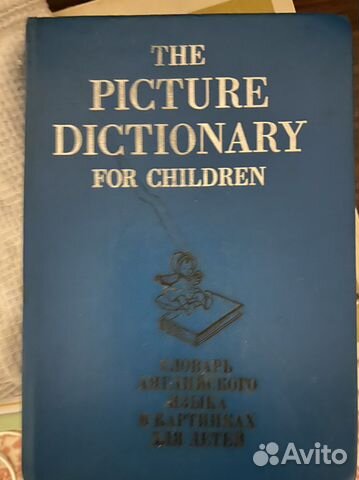 THE
PICTURE
DICTIONARY
FOR CHILDREN
СЛОВАРЬ
АНГЛИЙСКОГО
ЯЗЫКА
В КАРТИНКАХ
ДЛЯ ДЕТЕЙ
Avito